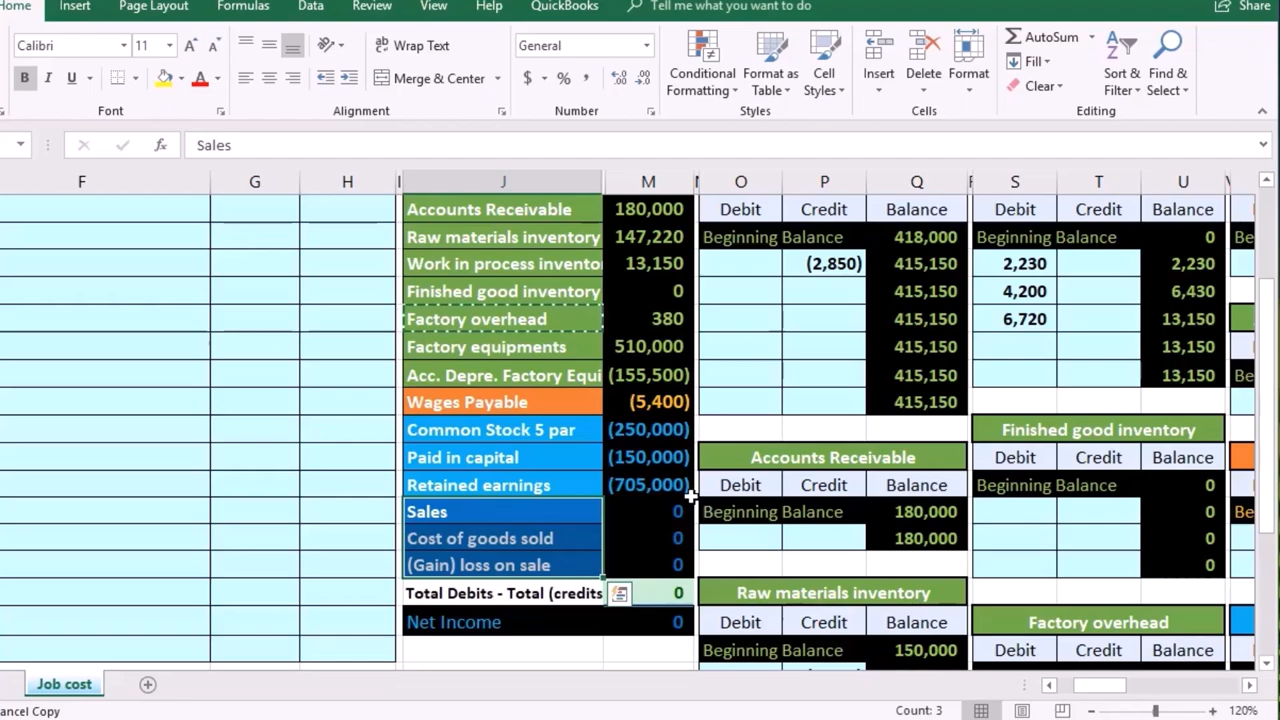 Home Insert Page Layout Formulas Data Review View Help QuickBooks Tell me what you want to do Share
Calibri 11 A A Wrap Text General AutoSum
B I U A Merge & Center $ % , Conditional Formatting Format as Table Cell Styles Insert Delete Format Fill Clear Sort & Filter Find & Select
Font Alignment Number Styles Cells Editing
fx Sales
F G H I J M N O P Q R S T U
Accounts Receivable 180,000 Debit Credit Balance Debit Credit Balance
Raw materials inventory 147,220 Beginning Balance 418,000 Beginning Balance 0 Be
Work in process invento 13,150 (2,850) 415,150 2,230 2,230
Finished good inventory 0 415,150 4,200 6,430
Factory overhead 380 415,150 6,720 13,150
Factory equipments 510,000 415,150 13,150
Acc. Depre. Factory Equi (155,500) 415,150 13,150 Be
Wages Payable (5,400) 415,150
Common Stock 5 par (250,000) Finished good inventory
Paid in capital (150,000) Accounts Receivable Debit Credit Balance
Retained earnings (705,000) Debit Credit Balance Beginning Balance 0
Sales 0 Beginning Balance 180,000 0 Be
Cost of goods sold 0 180,000 0
(Gain) loss on sale 0 0
Total Debits - Total (credits 0 Raw materials inventory
Net Income 0 Debit Credit Balance Factory overhead
Beginning Balance 150,000 Debit Credit Balance
Job cost
ancel Copy Count: 3 120%